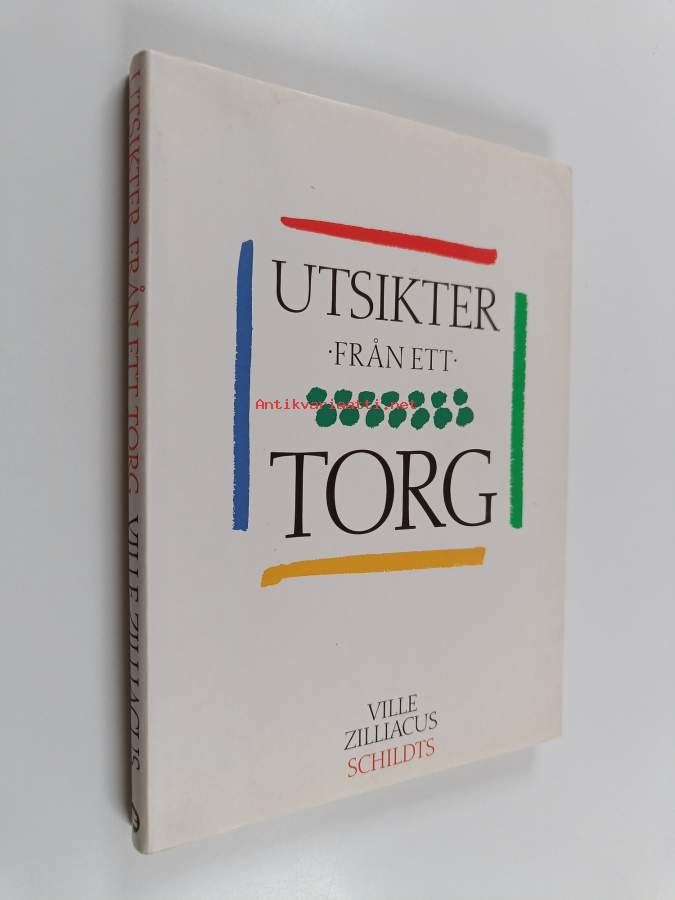 UTSIKTER FRÅN ETT TORG VILLE ZILLIACUS
UTSIKTER
·FRÅN ETT·
Antikvariaatti.net
TORG
VILLE
ZILLIACUS
SCHILDTS